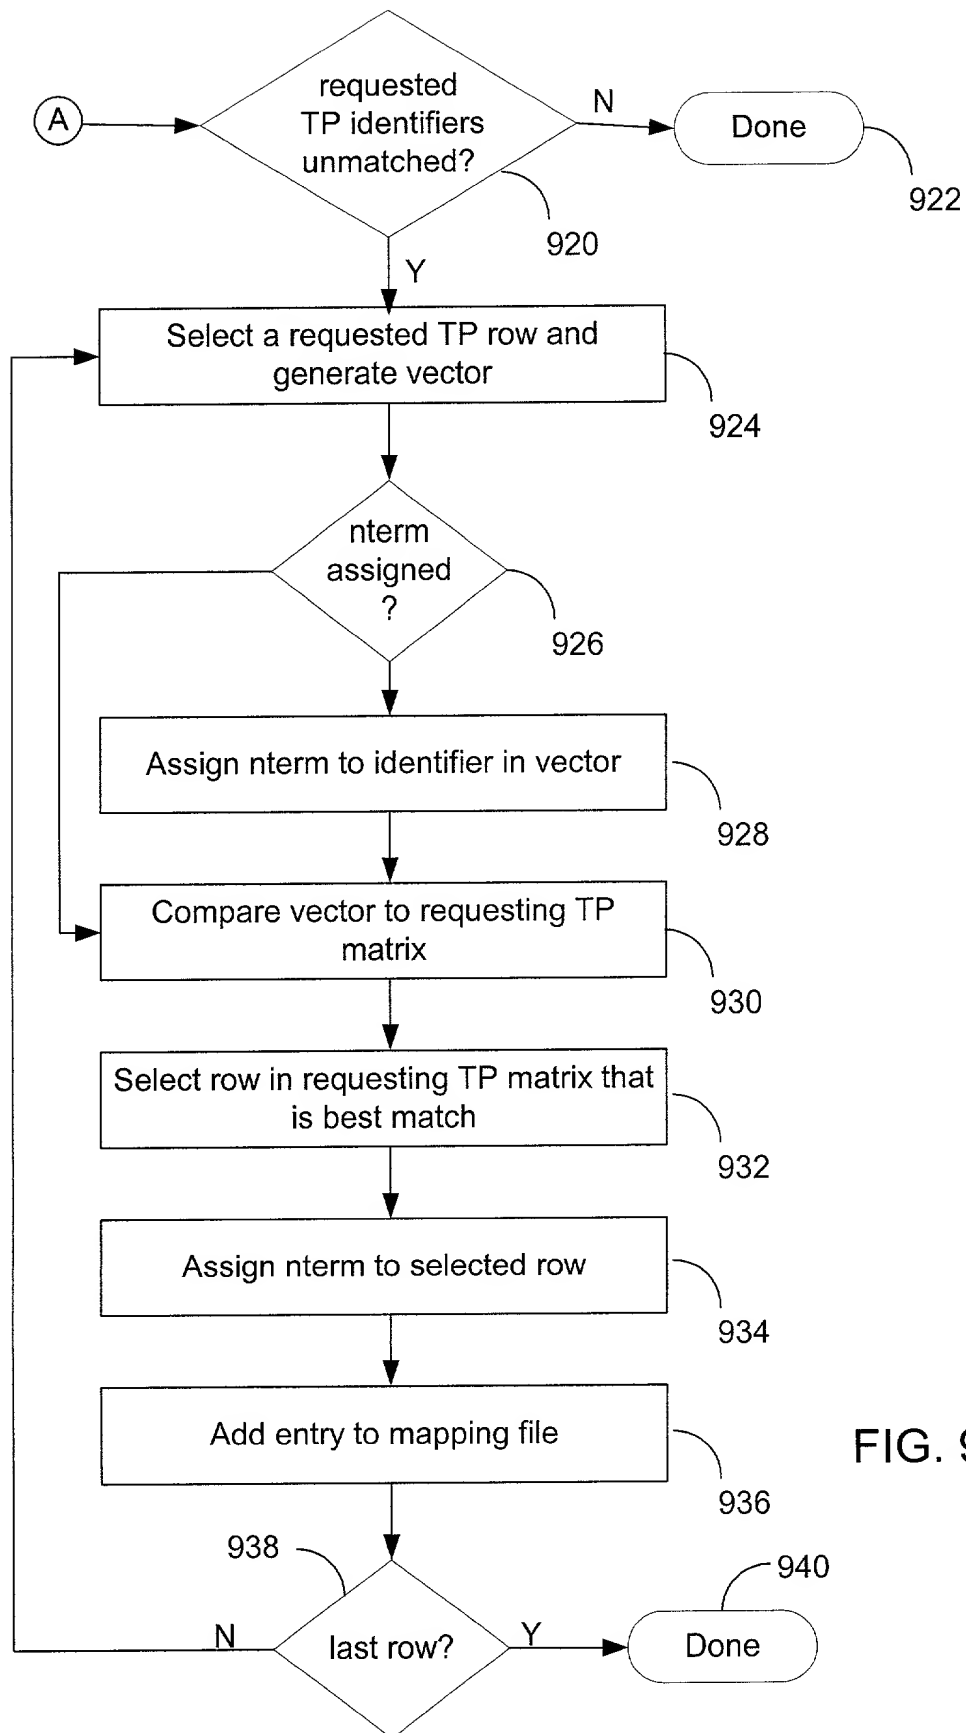 requested
TP identifiers
unmatched?
A
N
Done
922
920
Y
Select a requested TP row and
generate vector
924
nterm
assigned
?
926
Assign nterm to identifier in vector
928
Compare vector to requesting TP
matrix
930
Select row in requesting TP matrix that
is best match
932
Assign nterm to selected row
934
Add entry to mapping file
FIG. 9
936
938
940
N
last row?
Y
Done